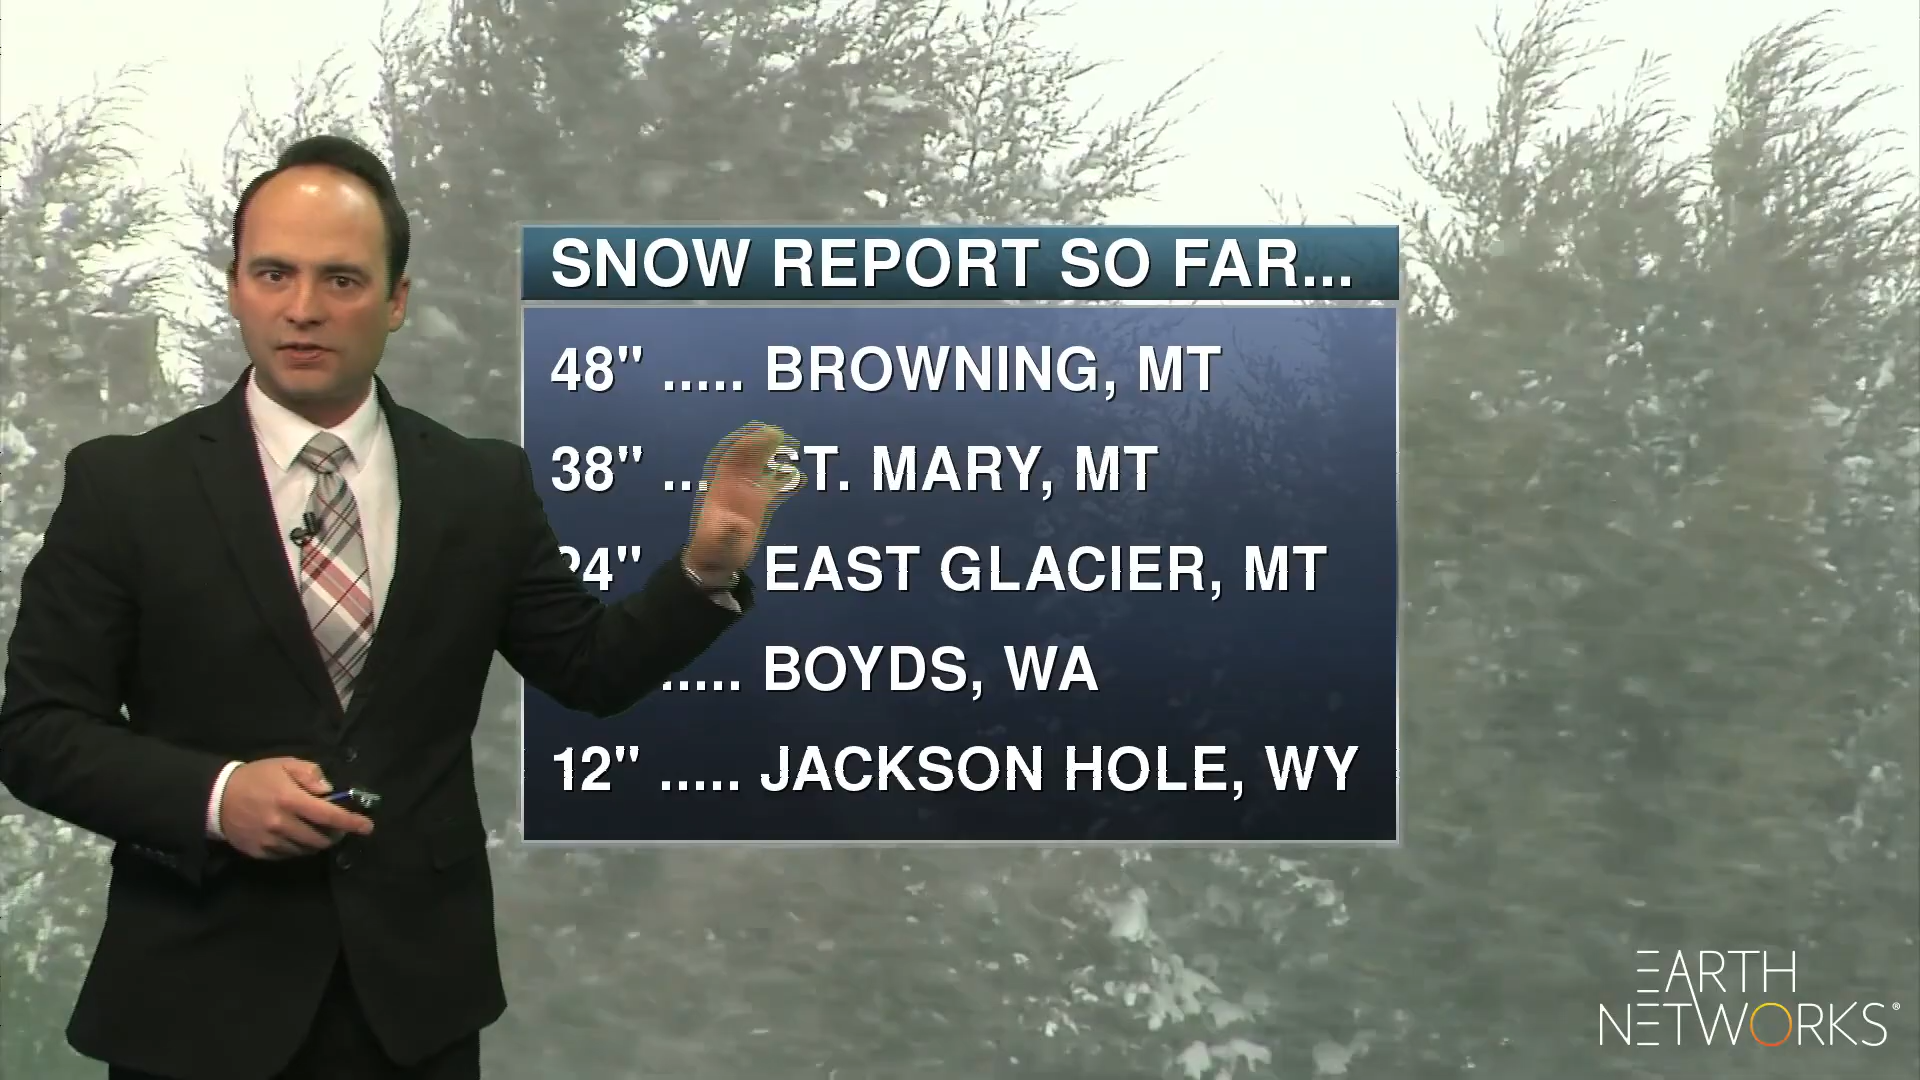 SNOW REPORT SO FAR...
48" ..... BROWNING, MT
38" ... ST. MARY, MT
24" EAST GLACIER, MT
..... BOYDS, WA
12" ..... JACKSON HOLE, WY
EARTH
NETWORKS®